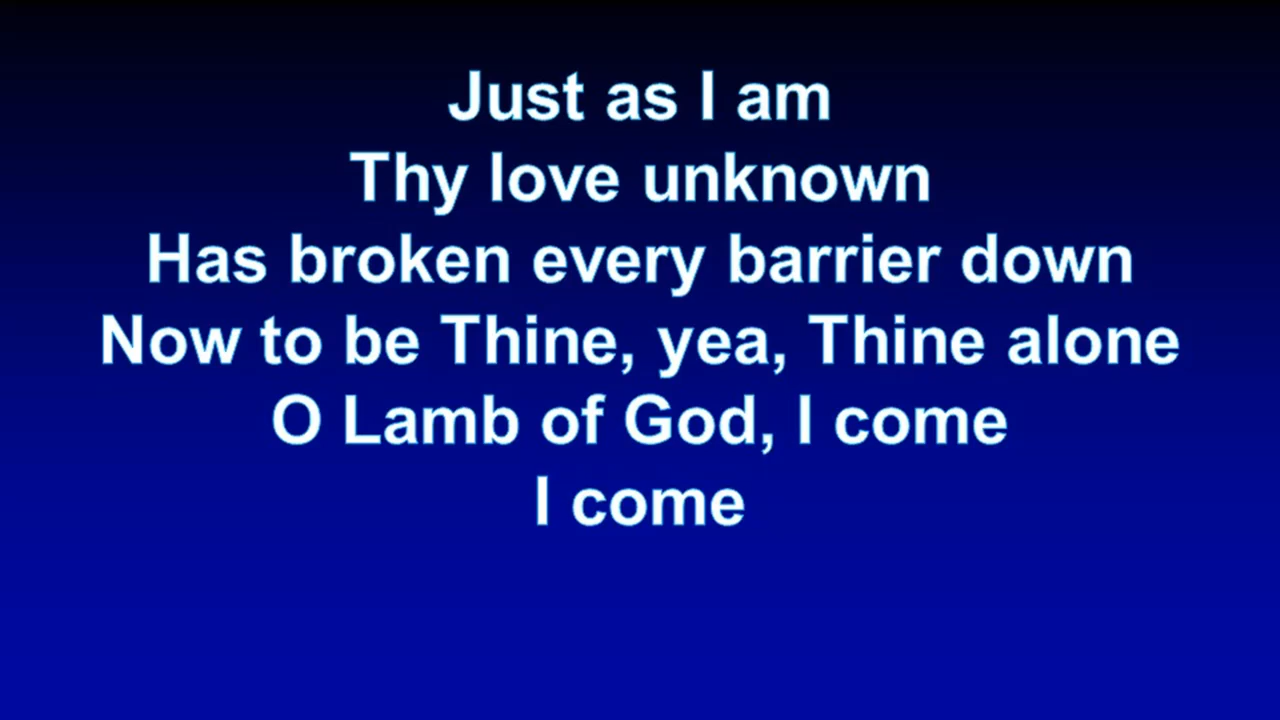 Just as I am
Thy love unknown
Has broken every barrier down
Now to be Thine, yea, Thine alone
O Lamb of God, I come
I come